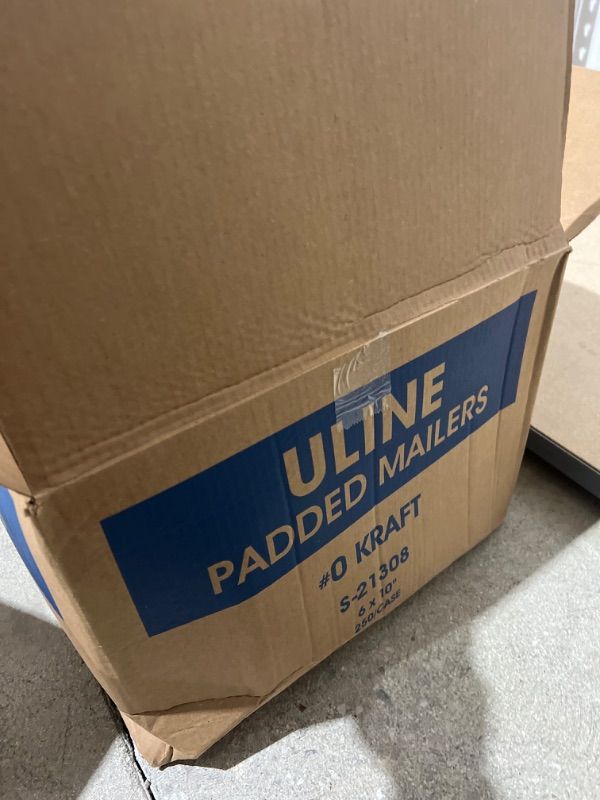 ULINE
PADDED MAILERS
#0 KRAFT
S-21308
6 x 10"
250/CASE